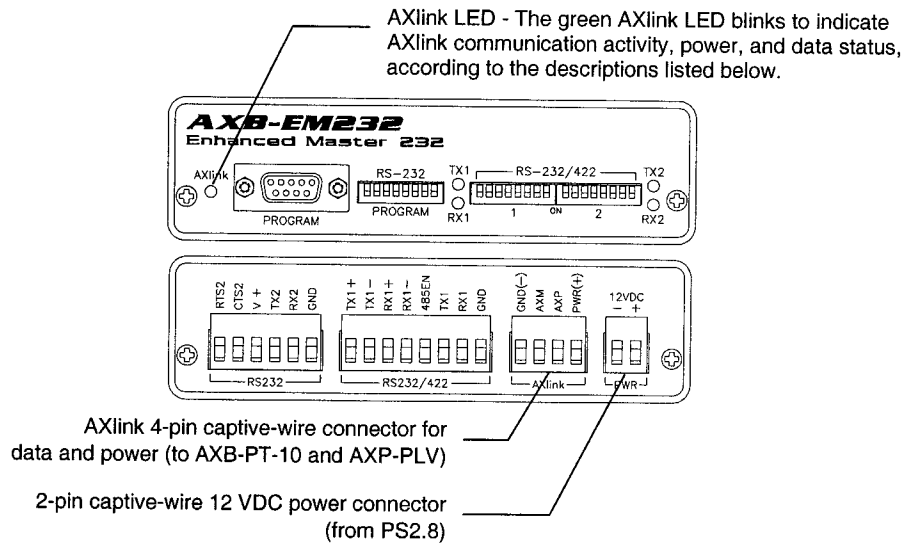 AXlink LED - The green AXlink LED blinks to indicate
AXlink communication activity, power, and data status,
according to the descriptions listed below.
AXB-EM232
Enhanced Master 232
AXlink
PROGRAM
RS-232
PROGRAM
TX1
RX1
RS-232/422
1
ON
2
TX2
RX2
RTS2
CTS2
V +
TX2
RX2
GND
RS232
TX1+
TX1-
RX1+
RX1-
485EN
TX1
RX1
GND
RS232/422
GND(-)
AXM
AXP
PWR(+)
AXlink
12VDC
- +
PWR
AXlink 4-pin captive-wire connector for
data and power (to AXB-PT-10 and AXP-PLV)
2-pin captive-wire 12 VDC power connector
(from PS2.8)